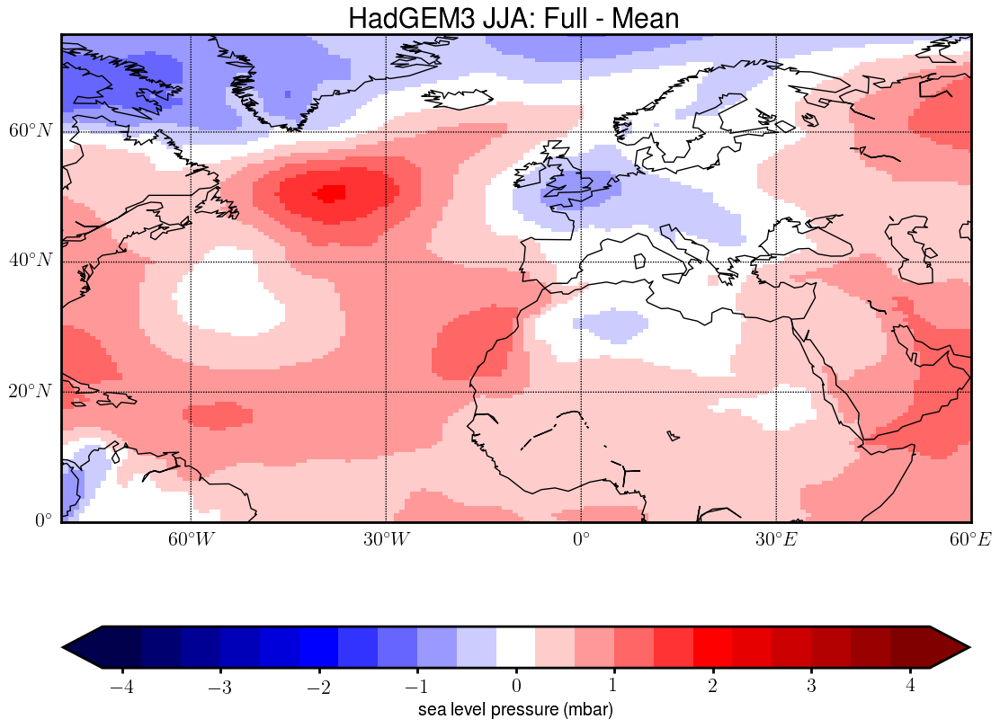 HadGEM3 JJA: Full - Mean
60°N
40°N
20°N
0°
60°W 30°W 0° 30°E 60°E
−4 −3 −2 −1 0 1 2 3 4
sea level pressure (mbar)